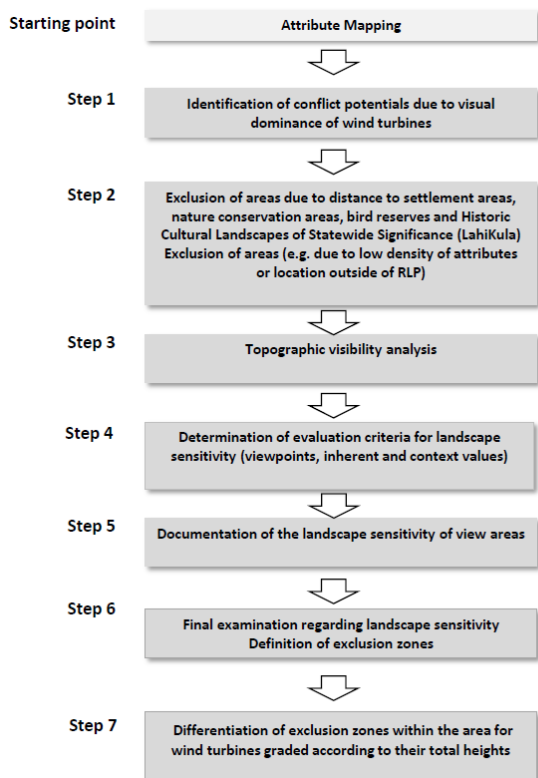 Starting point
Attribute Mapping
Step 1
Identification of conflict potentials due to visual
dominance of wind turbines
Step 2
Exclusion of areas due to distance to settlement areas,
nature conservation areas, bird reserves and Historic
Cultural Landscapes of Statewide Significance (LahiKula)
Exclusion of areas (e.g. due to low density of attributes
or location outside of RLP)
Step 3
Topographic visibility analysis
Step 4
Determination of evaluation criteria for landscape
sensitivity (viewpoints, inherent and context values)
Step 5
Documentation of the landscape sensitivity of view areas
Step 6
Final examination regarding landscape sensitivity
Definition of exclusion zones
Step 7
Differentiation of exclusion zones within the area for
wind turbines graded according to their total heights